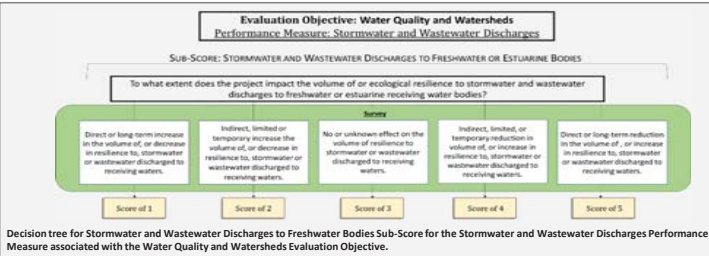 Evaluation Objective: Water Quality and Watersheds
Performance Measure: Stormwater and Wastewater Discharges
SUB-SCORE: STORMWATER AND WASTEWATER DISCHARGES TO FRESHWATER OR ESTUARINE BODIES
To what extent does the project impact the volume of or ecological resilience to stormwater and wastewater
discharges to freshwater or estuarine receiving water bodies?
Survey
Direct or long-term increase
in the volume of, or decrease
in resilience to, stormwater
or wastewater discharged to
receiving waters.
Indirect, limited or
temporary increase the
volume of, or decrease in
resilience to, stormwater or
wastewater discharged to
receiving waters.
No or unknown effect on the
volume of resilience to
stormwater or wastewater
discharged to receiving
waters.
Indirect, limited, or
temporary reduction in
volume of, or increase in
resilience to, stormwater or
wastewater discharged to
receiving waters.
Direct or long-term reduction
in the volume of , or increase
in resilience to, stormwater
or wastewater discharged to
receiving waters.
Score of 1
Score of 2
Score of 3
Score of 4
Score of 5
Decision tree for Stormwater and Wastewater Discharges to Freshwater Bodies Sub-Score for the Stormwater and Wastewater Discharges Performance
Measure associated with the Water Quality and Watersheds Evaluation Objective.